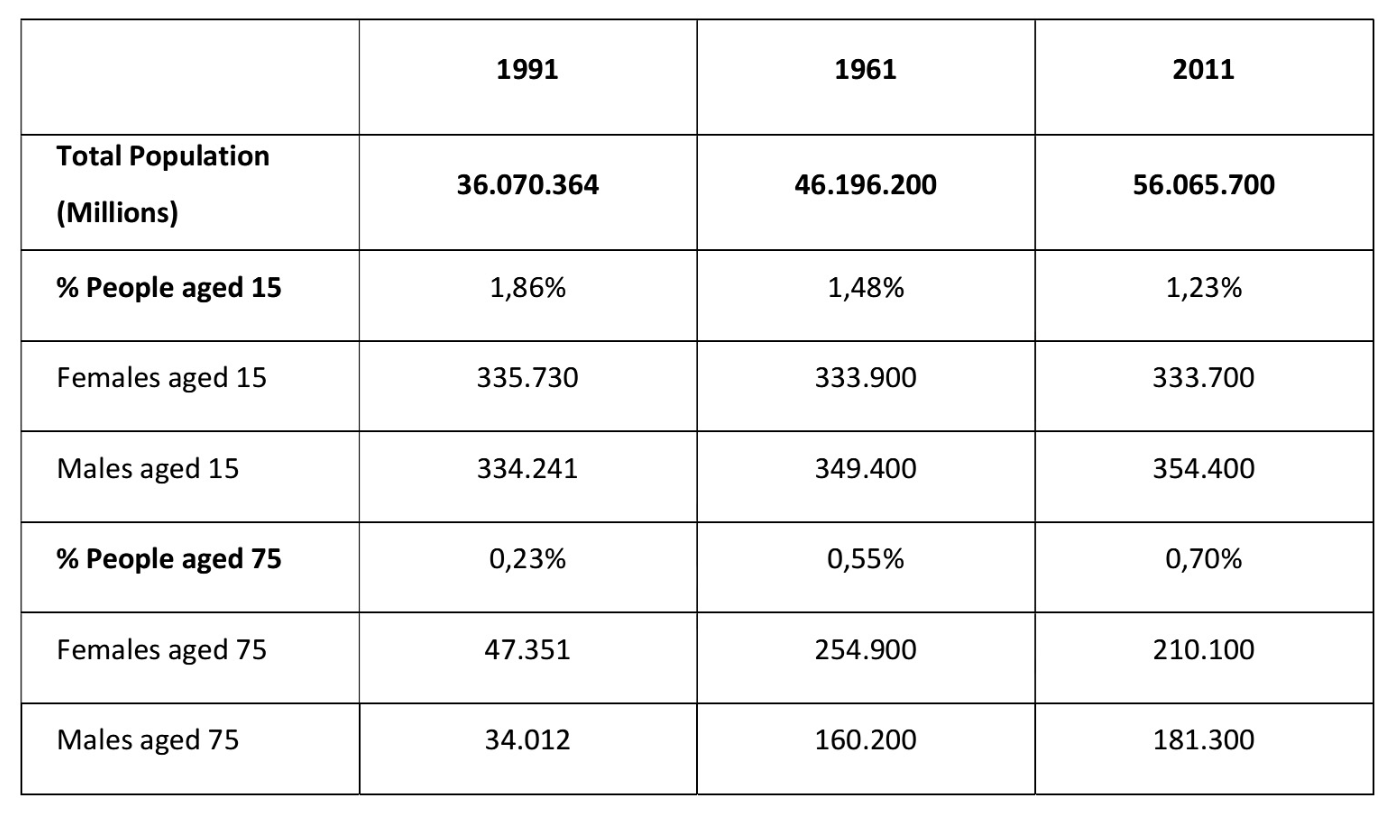 1991 1961 2011
Total Population
(Millions) 36.070.364 46.196.200 56.065.700
% People aged 15 1,86% 1,48% 1,23%
Females aged 15 335.730 333.900 333.700
Males aged 15 334.241 349.400 354.400
% People aged 75 0,23% 0,55% 0,70%
Females aged 75 47.351 254.900 210.100
Males aged 75 34.012 160.200 181.300